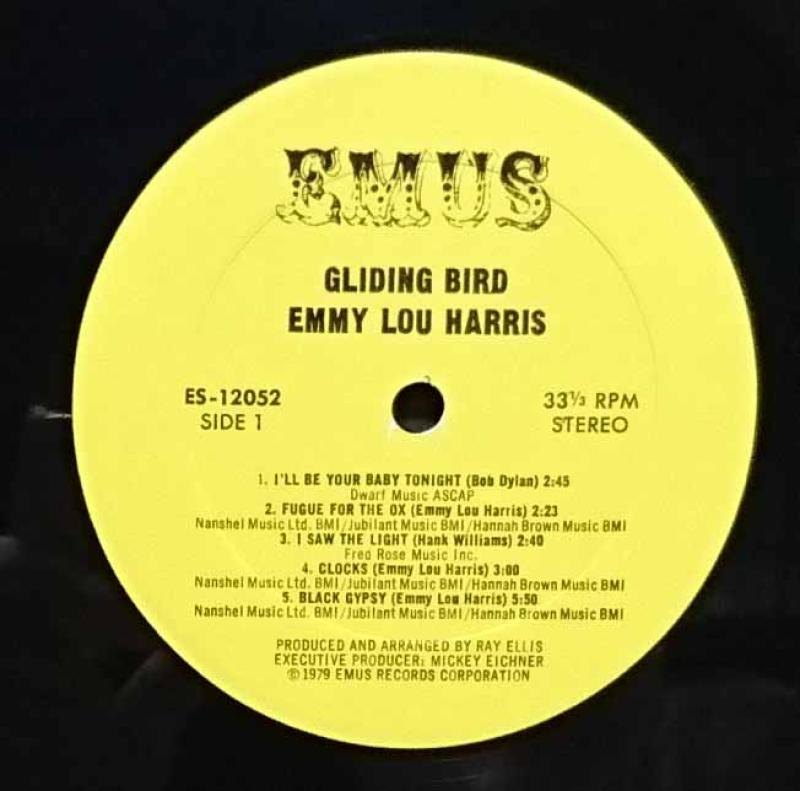 EMUS
GLIDING BIRD
EMMY LOU HARRIS
ES-12052
SIDE 1
33⅓ RPM
STEREO
1. I'LL BE YOUR BABY TONIGHT (Bob Dylan) 2:45
Dwarf Music ASCAP
2. FUGUE FOR THE OX (Emmy Lou Harris) 2:23
Nanshel Music Ltd. BMI/Jubilant Music BMI/Hannah Brown Music BMI
3. I SAW THE LIGHT (Hank Williams) 2:40
Fred Rose Music Inc.
4. CLOCKS (Emmy Lou Harris) 3:00
Nanshel Music Ltd. BMI/Jubilant Music BMI/Hannah Brown Music BMI
5. BLACK GYPSY (Emmy Lou Harris) 5:50
Nanshel Music Ltd. BMI/Jubilant Music BMI/Hannah Brown Music BMI
PRODUCED AND ARRANGED BY RAY ELLIS
EXECUTIVE PRODUCER: MICKEY EICHNER
© 1979 EMUS RECORDS CORPORATION